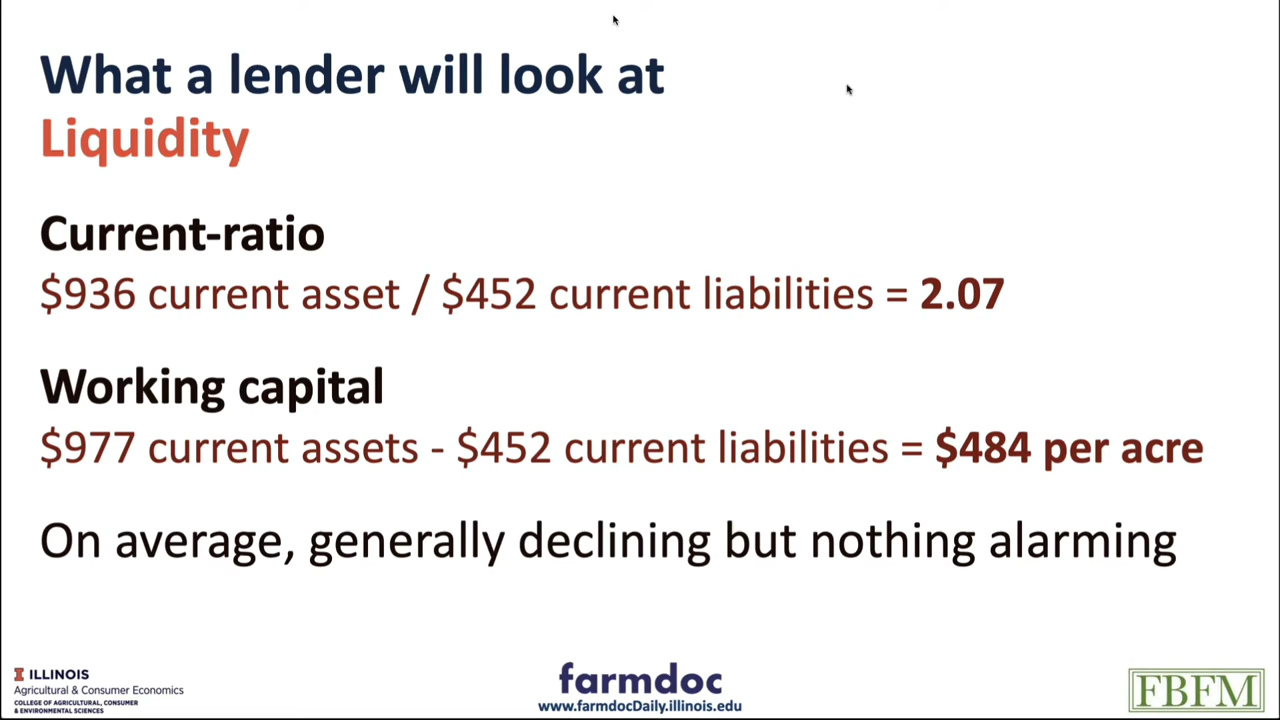 What a lender will look at
Liquidity
Current-ratio
$936 current asset / $452 current liabilities = 2.07
Working capital
$977 current assets - $452 current liabilities = $484 per acre
On average, generally declining but nothing alarming
I ILLINOIS
Agricultural & Consumer Economics
COLLEGE OF AGRICULTURAL, CONSUMER
& ENVIRONMENTAL SCIENCES
farmdoc
www.farmdocDaily.illinois.edu
FBFM